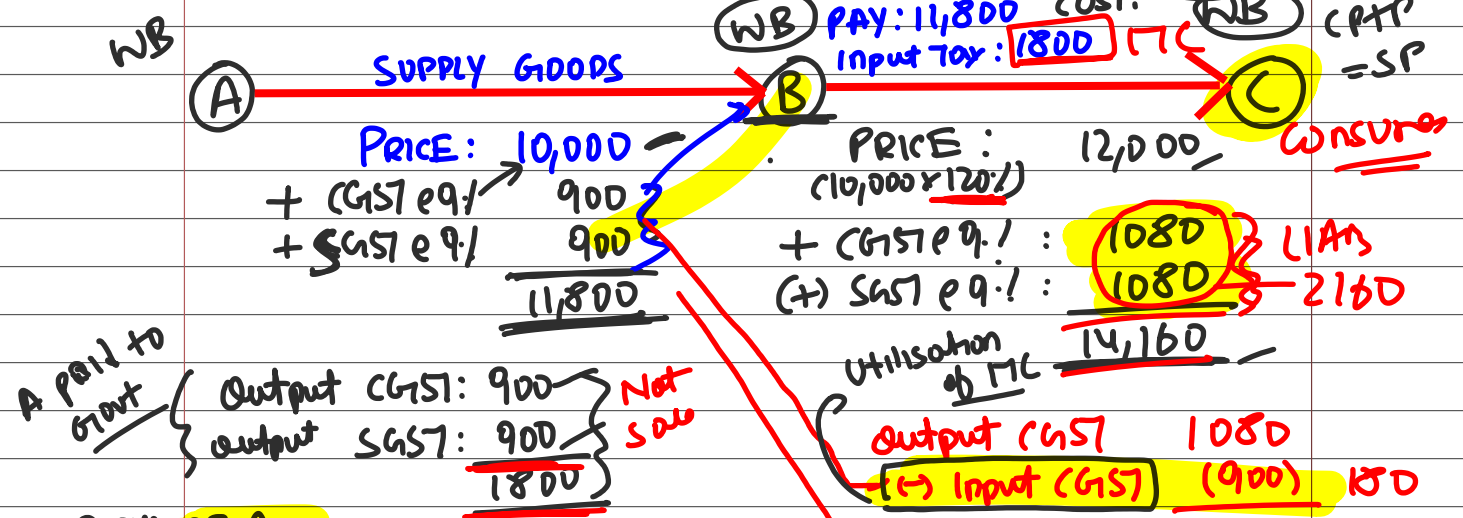 WB
A
SUPPLY GOODS
WB
PAY: 11,800
COST:
Input Tax: 1800
ITC
WB
CP+P
=SP
B
C
Consumer
PRICE: 10,000
+ CGST @9% 900
+ SGST @9% 900
11,800
PRICE: 12,000
(10,000 x 120%)
+ CGST @9%: 1080
(+) SGST @9%: 1080
14,160
2160
A paid to
Govt
Output CGST: 900
Output SGST: 900
1800
Not
Utilisation
of ITC
Output CGST 1080
(-) Input CGST (900) 180